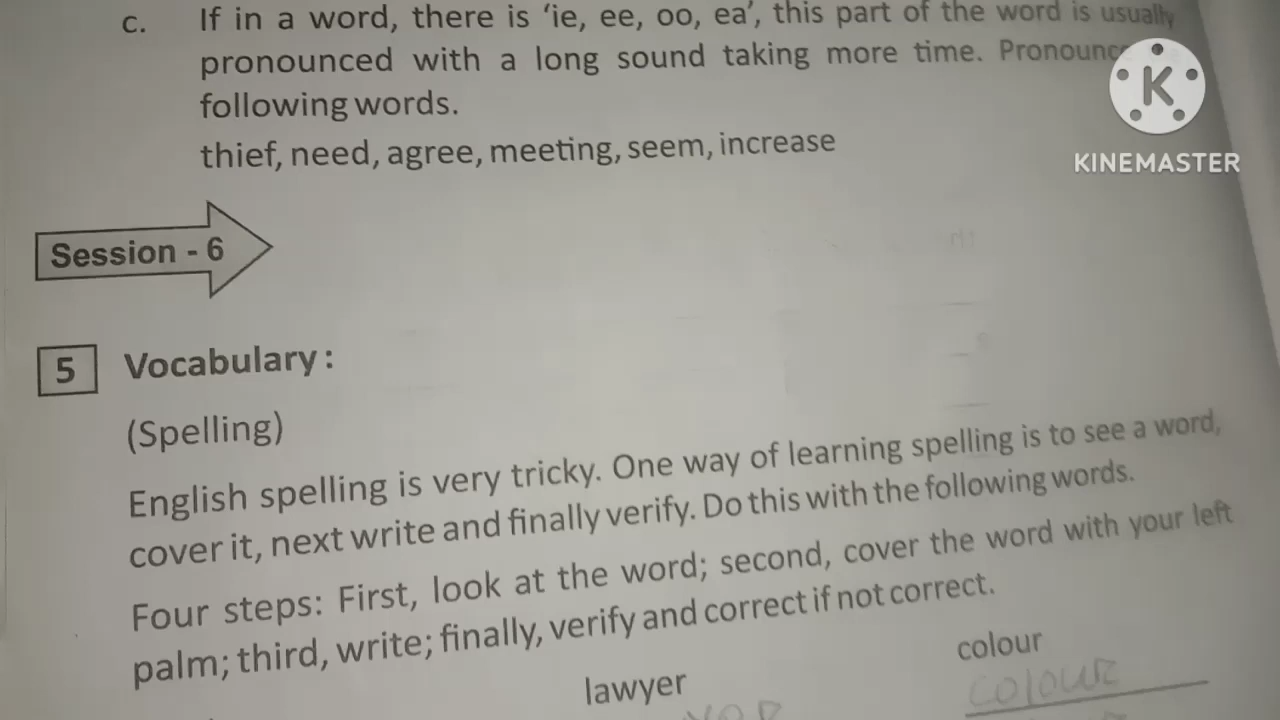 c. If in a word, there is 'ie, ee, oo, ea', this part of the word is usually
pronounced with a long sound taking more time.
following words.
thief, need, agree, meeting, seem, increase
K
KINEMASTER
Session - 6
5 Vocabulary :
(Spelling)
English spelling is very tricky. One way of learning spelling is to see a word,
cover it, next write and finally verify. Do this with the following words.
Four steps: First, look at the word; second, cover the word with your left
palm; third, write; finally, verify and correct if not correct.
lawyer colour
colour